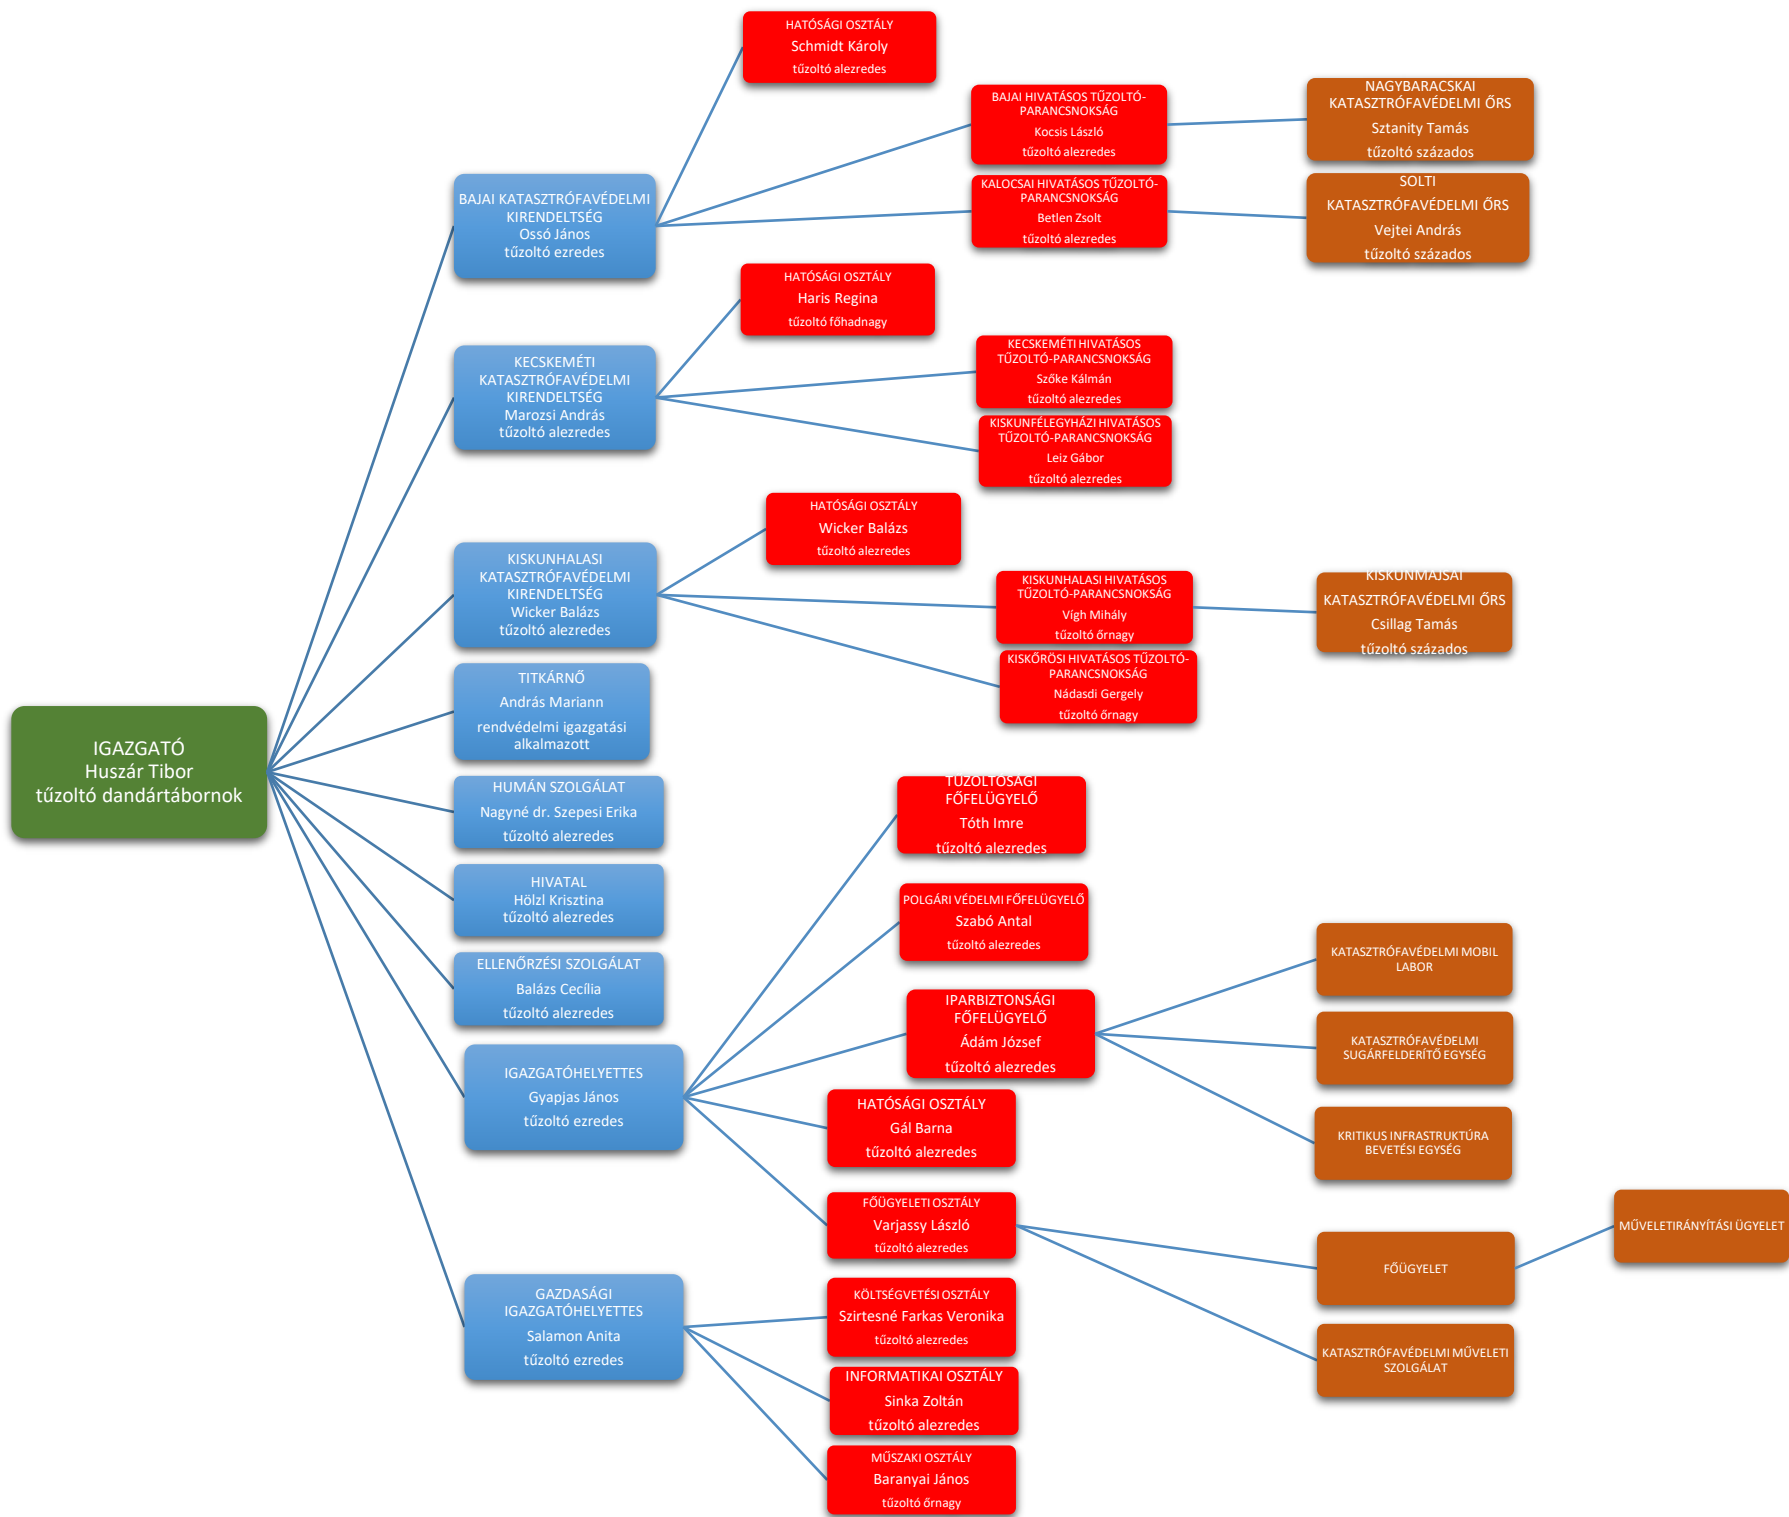 IGAZGATÓ
Huszár Tibor
tűzoltó dandártábornok
BAJAI KATASZTRÓFAVÉDELMI
KIRENDELTSÉG
Ossó János
tűzoltó ezredes
HATÓSÁGI OSZTÁLY
Schmidt Károly
tűzoltó alezredes
BAJAI HIVATÁSOS TŰZOLTÓ-
PARANCSNOKSÁG
Kocsis László
tűzoltó alezredes
NAGYBARACSKAI
KATASZTRÓFAVÉDELMI ŐRS
Sztanity Tamás
tűzoltó százados
KALOCSAI HIVATÁSOS TŰZOLTÓ-
PARANCSNOKSÁG
Betlen Zsolt
tűzoltó alezredes
SOLTI
KATASZTRÓFAVÉDELMI ŐRS
Vejtei András
tűzoltó százados
KECSKEMÉTI
KATASZTRÓFAVÉDELMI
KIRENDELTSÉG
Marozsi András
tűzoltó alezredes
HATÓSÁGI OSZTÁLY
Haris Regina
tűzoltó főhadnagy
KECSKEMÉTI HIVATÁSOS
TŰZOLTÓ-PARANCSNOKSÁG
Szőke Kálmán
tűzoltó alezredes
KISKUNFÉLEGYHÁZI HIVATÁSOS
TŰZOLTÓ-PARANCSNOKSÁG
Leiz Gábor
tűzoltó alezredes
KISKUNHALASI
KATASZTRÓFAVÉDELMI
KIRENDELTSÉG
Wicker Balázs
tűzoltó alezredes
HATÓSÁGI OSZTÁLY
Wicker Balázs
tűzoltó alezredes
KISKUNHALASI HIVATÁSOS
TŰZOLTÓ-PARANCSNOKSÁG
Vígh Mihály
tűzoltó őrnagy
KISKUNMAJSAI
KATASZTRÓFAVÉDELMI ŐRS
Csillag Tamás
tűzoltó százados
KISKŐRÖSI HIVATÁSOS TŰZOLTÓ-
PARANCSNOKSÁG
Nádasdi Gergely
tűzoltó őrnagy
TITKÁRNŐ
András Mariann
rendvédelmi igazgatási
alkalmazott
HUMÁN SZOLGÁLAT
Nagyné dr. Szepesi Erika
tűzoltó alezredes
HIVATAL
Hölzl Krisztina
tűzoltó alezredes
ELLENŐRZÉSI SZOLGÁLAT
Balázs Cecília
tűzoltó alezredes
IGAZGATÓHELYETTES
Gyapjas János
tűzoltó ezredes
TŰZOLTÓSÁGI
FŐFELÜGYELŐ
Tóth Imre
tűzoltó alezredes
POLGÁRI VÉDELMI FŐFELÜGYELŐ
Szabó Antal
tűzoltó alezredes
IPARBIZTONSÁGI
FŐFELÜGYELŐ
Ádám József
tűzoltó alezredes
KATASZTRÓFAVÉDELMI MOBIL
LABOR
KATASZTRÓFAVÉDELMI
SUGÁRFELDERÍTŐ EGYSÉG
KRITIKUS INFRASTRUKTÚRA
BEVETÉSI EGYSÉG
HATÓSÁGI OSZTÁLY
Gál Barna
tűzoltó alezredes
FŐÜGYELETI OSZTÁLY
Varjassy László
tűzoltó alezredes
FŐÜGYELET
MŰVELETIRÁNYÍTÁSI ÜGYELET
KATASZTRÓFAVÉDELMI MŰVELETI
SZOLGÁLAT
GAZDASÁGI
IGAZGATÓHELYETTES
Salamon Anita
tűzoltó ezredes
KÖLTSÉGVETÉSI OSZTÁLY
Szirtesné Farkas Veronika
tűzoltó alezredes
INFORMATIKAI OSZTÁLY
Sinka Zoltán
tűzoltó alezredes
MŰSZAKI OSZTÁLY
Baranyai János
tűzoltó őrnagy